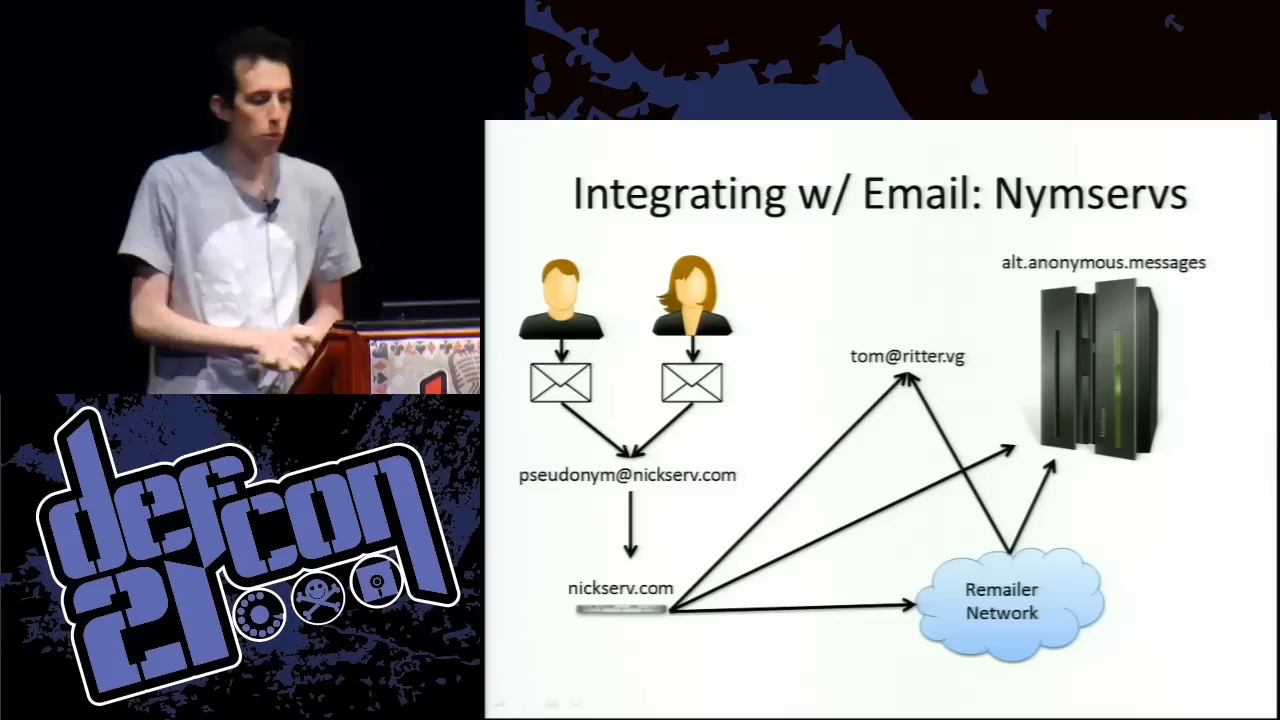 Integrating w/ Email: Nymservs
alt.anonymous.messages
tom@ritter.vg
pseudonym@nickserv.com
nickserv.com
Remailer
Network
defcon
21